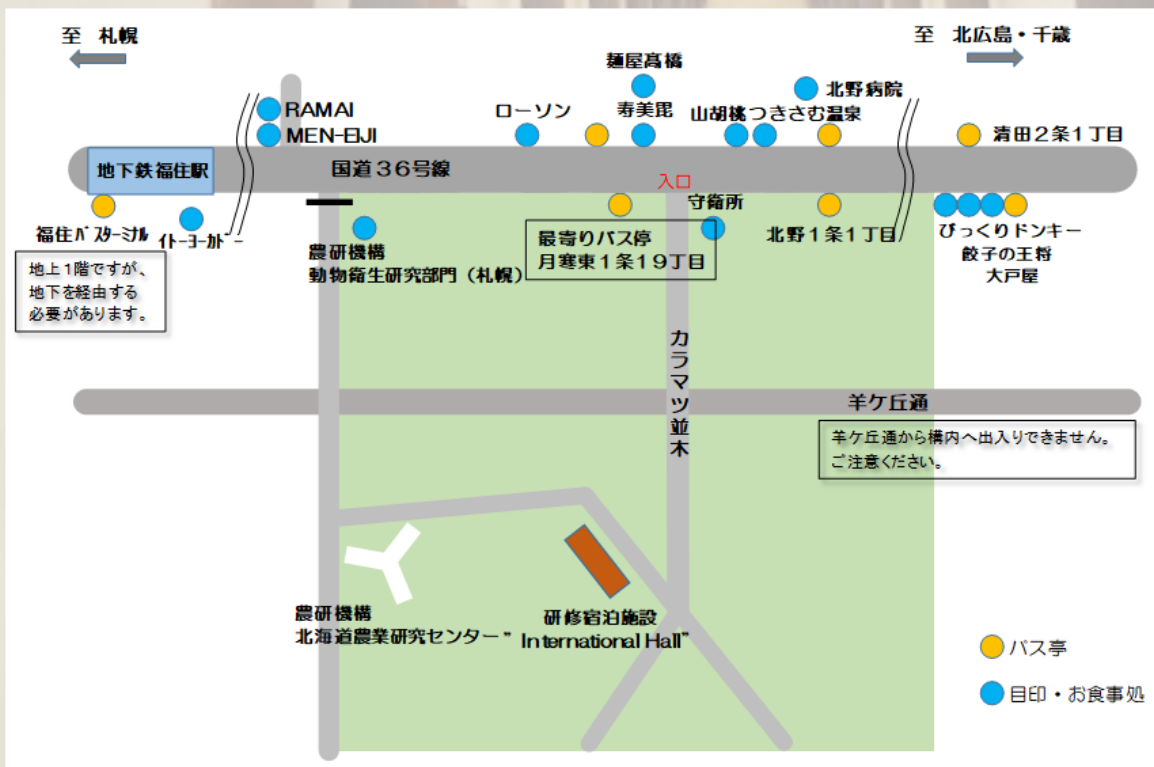 至 札幌
至 北広島・千歳
麺屋高橋
北野病院
RAMAI
ローソン
寿美毘
山胡桃
つきさむ温泉
MEN-EIJI
清田２条１丁目
地下鉄福住駅
国道３６号線
入口
守衛所
福住バスターミナル
イトーヨーカドー
農研機構
動物衛生研究部門（札幌）
最寄りバス停
月寒東１条１９丁目
北野１条１丁目
びっくりドンキー
餃子の王将
大戸屋
地上１階ですが、
地下を経由する
必要があります。
カラマツ並木
羊ケ丘通
羊ケ丘通から構内へ出入りできません。
ご注意ください。
農研機構
北海道農業研究センター
研修宿泊施設
”International Hall”
バス亭
目印・お食事処